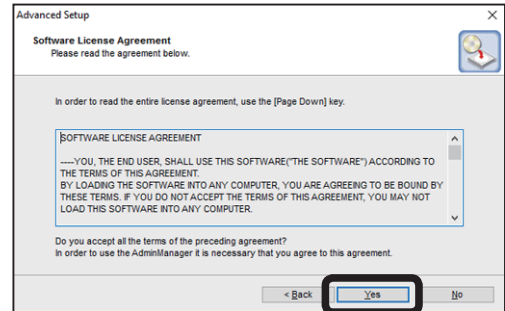 Advanced Setup
Software License Agreement
Please read the agreement below.
In order to read the entire license agreement, use the [Page Down] key.
SOFTWARE LICENSE AGREEMENT
----YOU, THE END USER, SHALL USE THIS SOFTWARE("THE SOFTWARE") ACCORDING TO
THE TERMS OF THIS AGREEMENT.
BY LOADING THE SOFTWARE INTO ANY COMPUTER, YOU ARE AGREEING TO BE BOUND BY
THESE TERMS. IF YOU DO NOT ACCEPT THE TERMS OF THIS AGREEMENT, YOU MAY NOT
LOAD THIS SOFTWARE INTO ANY COMPUTER.
Do you accept all the terms of the preceding agreement?
In order to use the AdminManager it is necessary that you agree to this agreement.
< Back Yes No